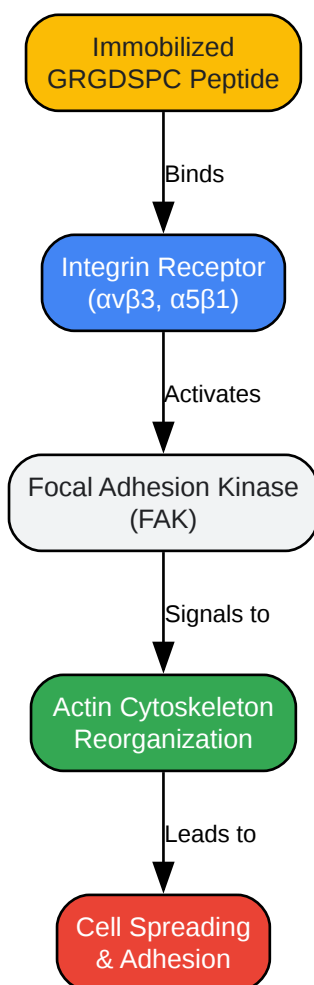 Immobilized
GRGDSPC Peptide
Binds
Integrin Receptor
(αvβ3, α5β1)
Activates
Focal Adhesion Kinase
(FAK)
Signals to
Actin Cytoskeleton
Reorganization
Leads to
Cell Spreading
& Adhesion